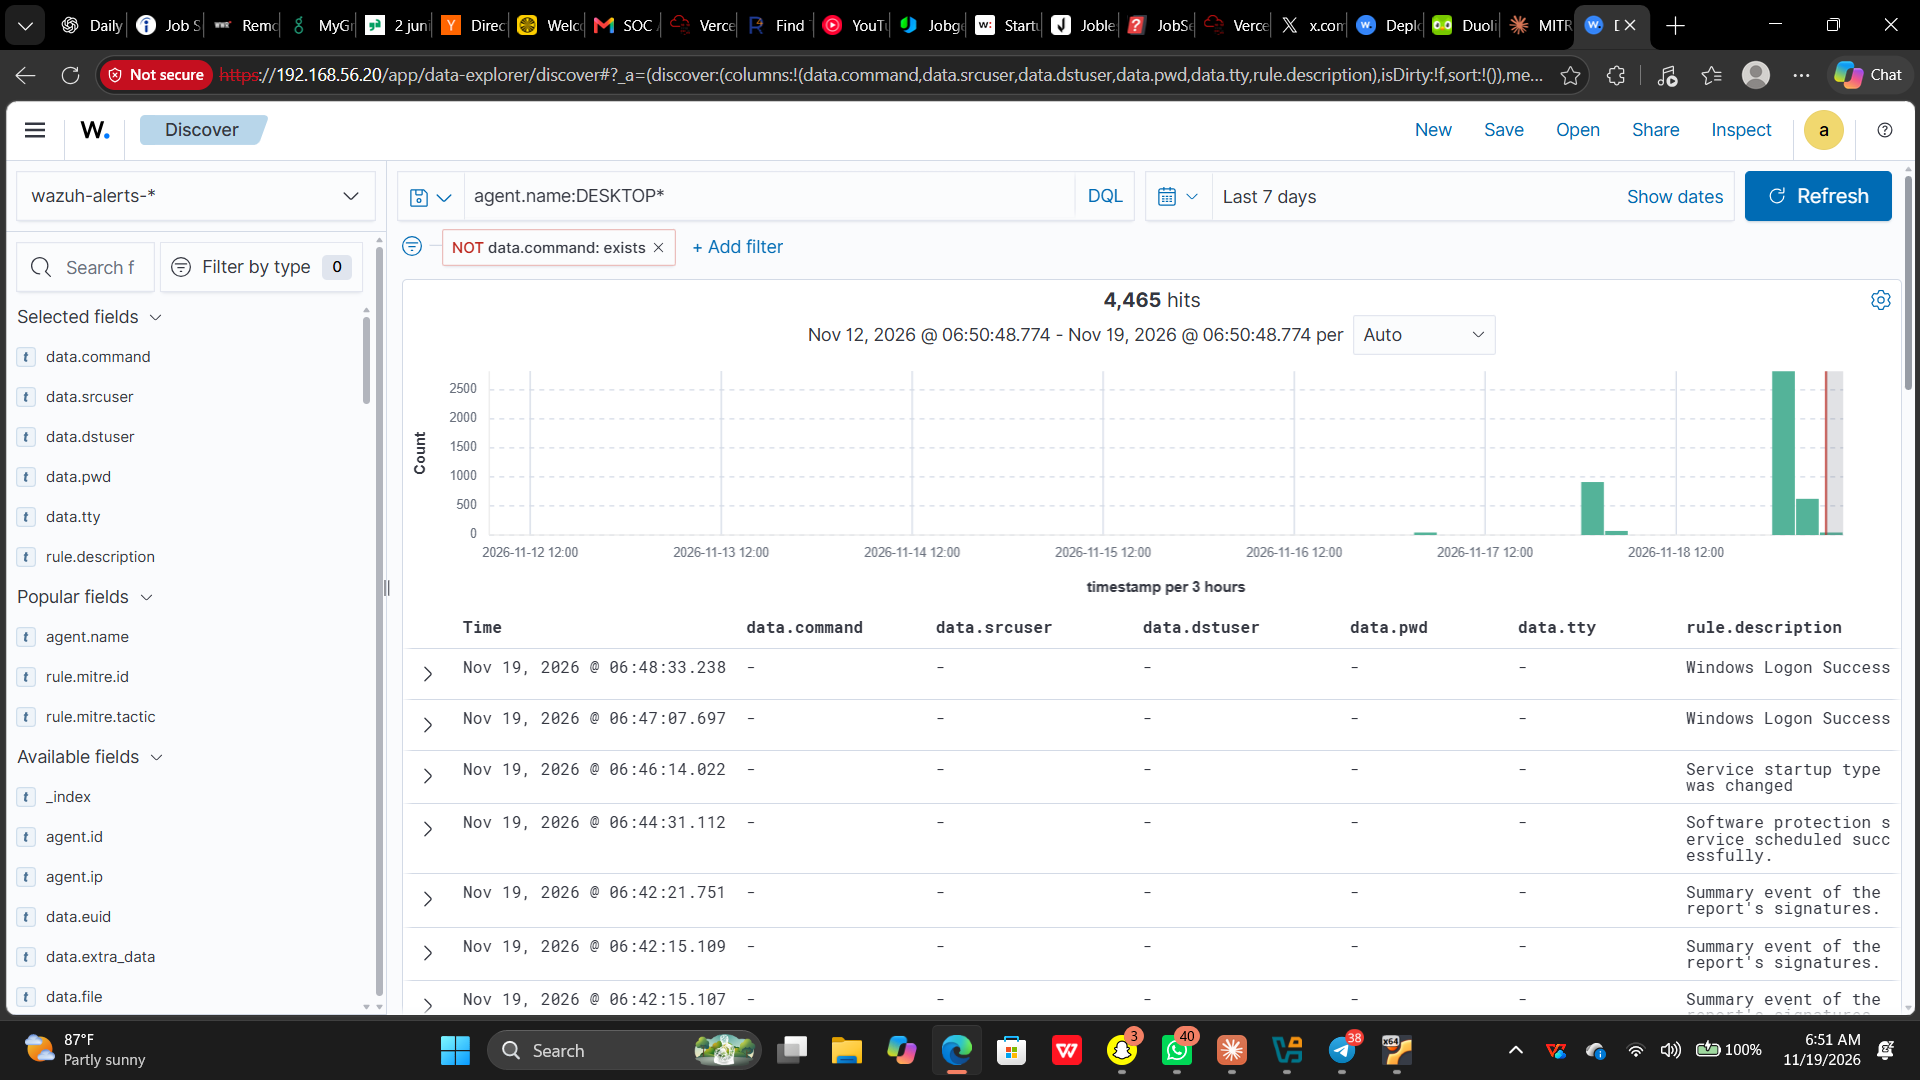 Daily
Job S
Remo
MyGr
2 juni
Direc
Welco
SOC A
Verce
Find
YouTu
Jobge
Startu
Joble
JobSe
Verce
x.com
Deplo
Duoli
MITR
Not secure
https://192.168.56.20/app/data-explorer/discover#?_a=(discover:(columns:!(data.command,data.srcuser,data.dstuser,data.pwd,data.tty,rule.description),isDirty:!f,sort:!()),me...
Chat
W.
Discover
New
Save
Open
Share
Inspect
a
wazuh-alerts-*
agent.name:DESKTOP*
DQL
Last 7 days
Show dates
Refresh
NOT data.command: exists
+ Add filter
Search f
Filter by type 0
Selected fields
t data.command
t data.srcuser
t data.dstuser
t data.pwd
t data.tty
t rule.description
Popular fields
t agent.name
t rule.mitre.id
t rule.mitre.tactic
Available fields
t _index
t agent.id
t agent.ip
t data.euid
t data.extra_data
t data.file
4,465 hits
Nov 12, 2026 @ 06:50:48.774 - Nov 19, 2026 @ 06:50:48.774 per
Auto
Count
2500
2000
1500
1000
500
0
2026-11-12 12:00
2026-11-13 12:00
2026-11-14 12:00
2026-11-15 12:00
2026-11-16 12:00
2026-11-17 12:00
2026-11-18 12:00
timestamp per 3 hours
Time data.command data.srcuser data.dstuser data.pwd data.tty rule.description
Nov 19, 2026 @ 06:48:33.238 - - - - - Windows Logon Success
Nov 19, 2026 @ 06:47:07.697 - - - - - Windows Logon Success
Nov 19, 2026 @ 06:46:14.022 - - - - - Service startup type
was changed
Nov 19, 2026 @ 06:44:31.112 - - - - - Software protection s
ervice scheduled succ
essfully.
Nov 19, 2026 @ 06:42:21.751 - - - - - Summary event of the
report's signatures.
Nov 19, 2026 @ 06:42:15.109 - - - - - Summary event of the
report's signatures.
Nov 19, 2026 @ 06:42:15.107 - - - - - Summary event of the
report's signatures.
87°F
Partly sunny
Search
3
40
38
x64
100%
6:51 AM
11/19/2026